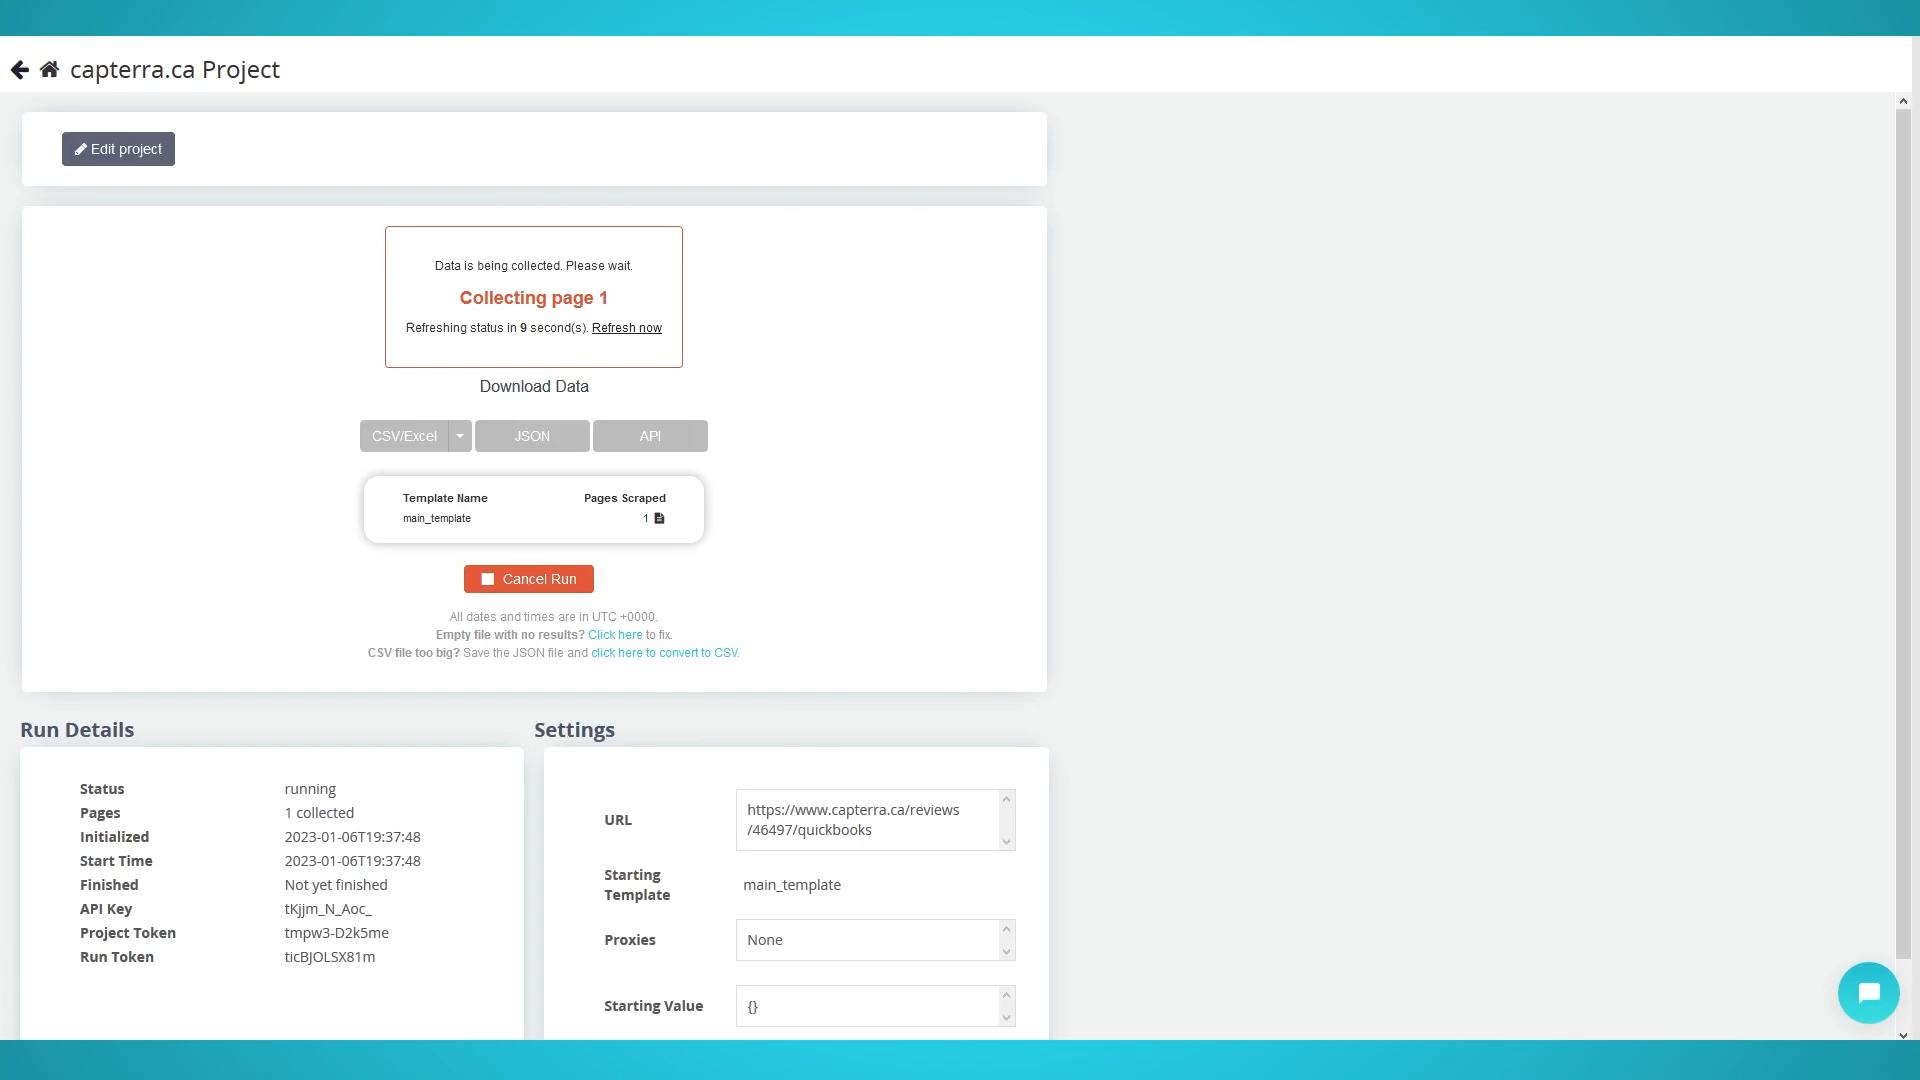 capterra.ca Project
Edit project
Data is being collected. Please wait.
Collecting page 1
Refreshing status in 9 second(s). Refresh now
Download Data
CSV/Excel
JSON
API
Template Name Pages Scraped
main_template 1
Cancel Run
All dates and times are in UTC +0000.
Empty file with no results? Click here to fix.
CSV file too big? Save the JSON file and click here to convert to CSV.
Run Details
Status running
Pages 1 collected
Initialized 2023-01-06T19:37:48
Start Time 2023-01-06T19:37:48
Finished Not yet finished
API Key tKjjm_N_Aoc_
Project Token tmpw3-D2k5me
Run Token ticBJOLSX81m
Settings
URL
https://www.capterra.ca/reviews
/46497/quickbooks
Starting
Template
main_template
Proxies None
Starting Value {}